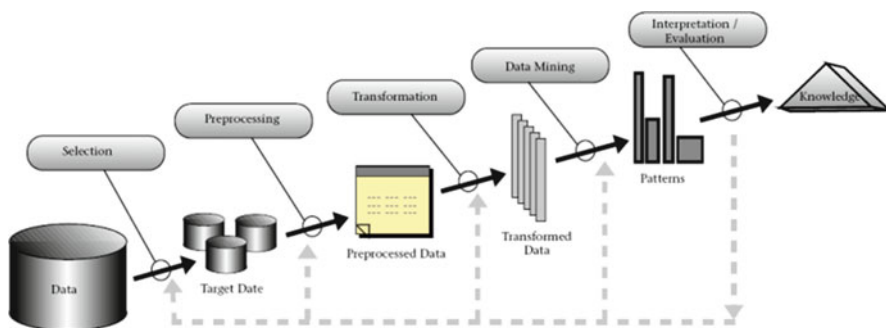 Interpretation /
Evaluation
Data Mining
Transformation
Preprocessing
Selection
Data
Target Date
Preprocessed Data
Transformed
Data
Patterns
Knowledge